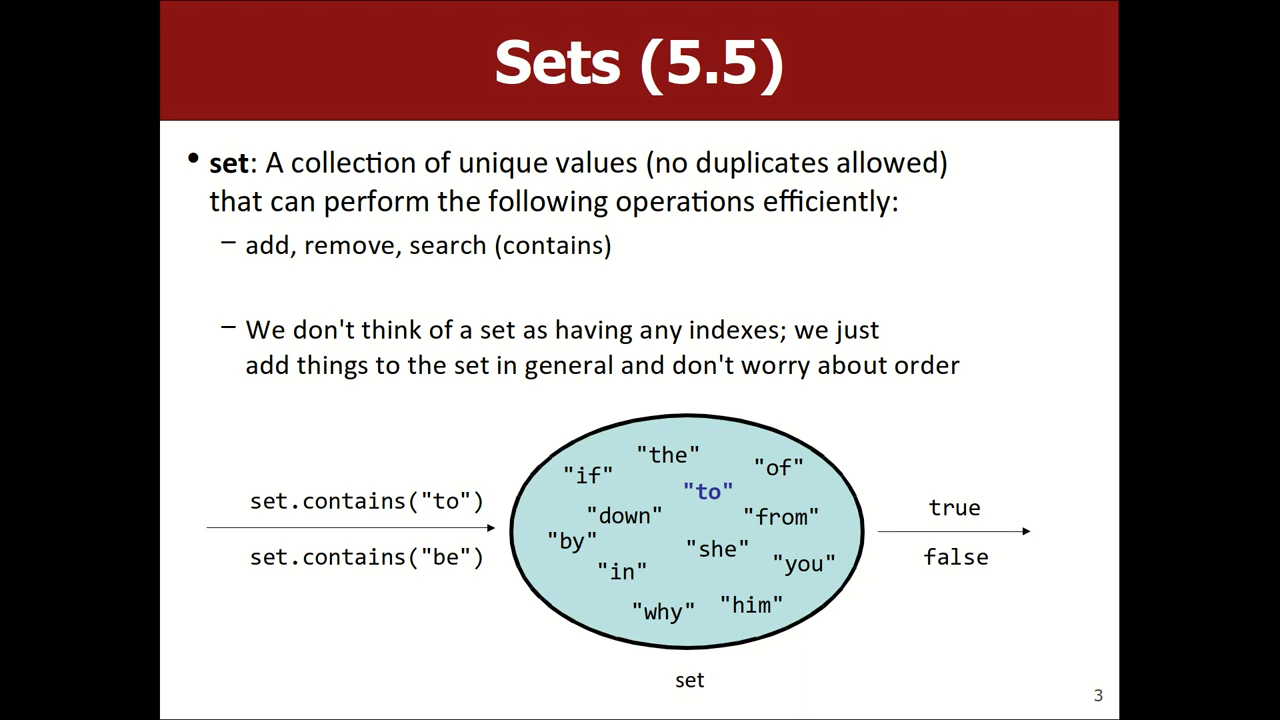 Sets (5.5)
• set: A collection of unique values (no duplicates allowed)
that can perform the following operations efficiently:
– add, remove, search (contains)
– We don't think of a set as having any indexes; we just
add things to the set in general and don't worry about order
set.contains("to")
set.contains("be")
"the"
"if"
"of"
"to"
"down"
"from"
"by"
"she"
"in"
"you"
"why"
"him"
true
false
set
3